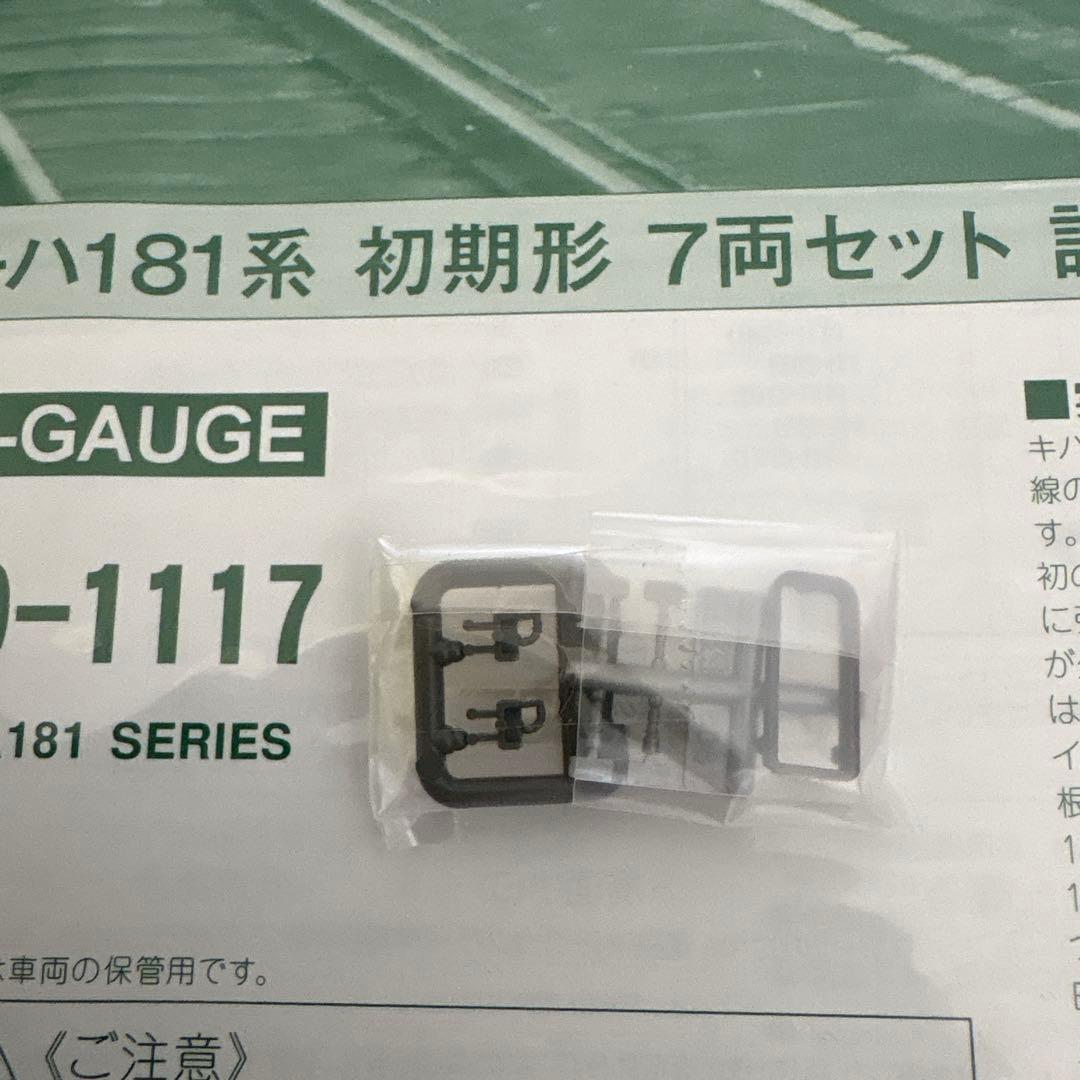 キハ181系 初期形 7両セット
-GAUGE
-1117
181 SERIES
車両の保管用です。
《ご注意》
■
キハ
線の
す。
初の
に
が
は
イ
根
1
1